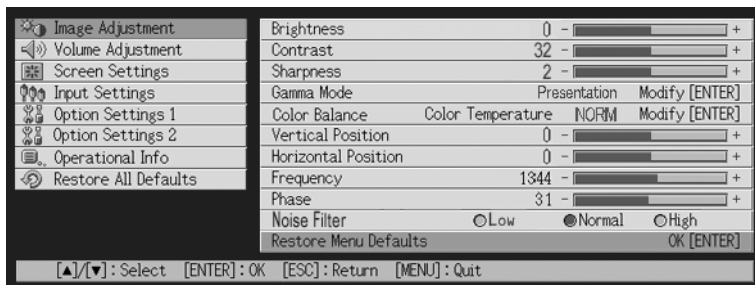 Image Adjustment
Volume Adjustment
Screen Settings
Input Settings
Option Settings 1
Option Settings 2
Operational Info
Restore All Defaults
Brightness 0 - +
Contrast 32 - +
Sharpness 2 - +
Gamma Mode Presentation Modify [ENTER]
Color Balance Color Temperature NORM Modify [ENTER]
Vertical Position 0 - +
Horizontal Position 0 - +
Frequency 1344 - +
Phase 31 - +
Noise Filter Low Normal High
Restore Menu Defaults OK [ENTER]
[▲]/[▼]:Select [ENTER]:OK [ESC]:Return [MENU]:Quit